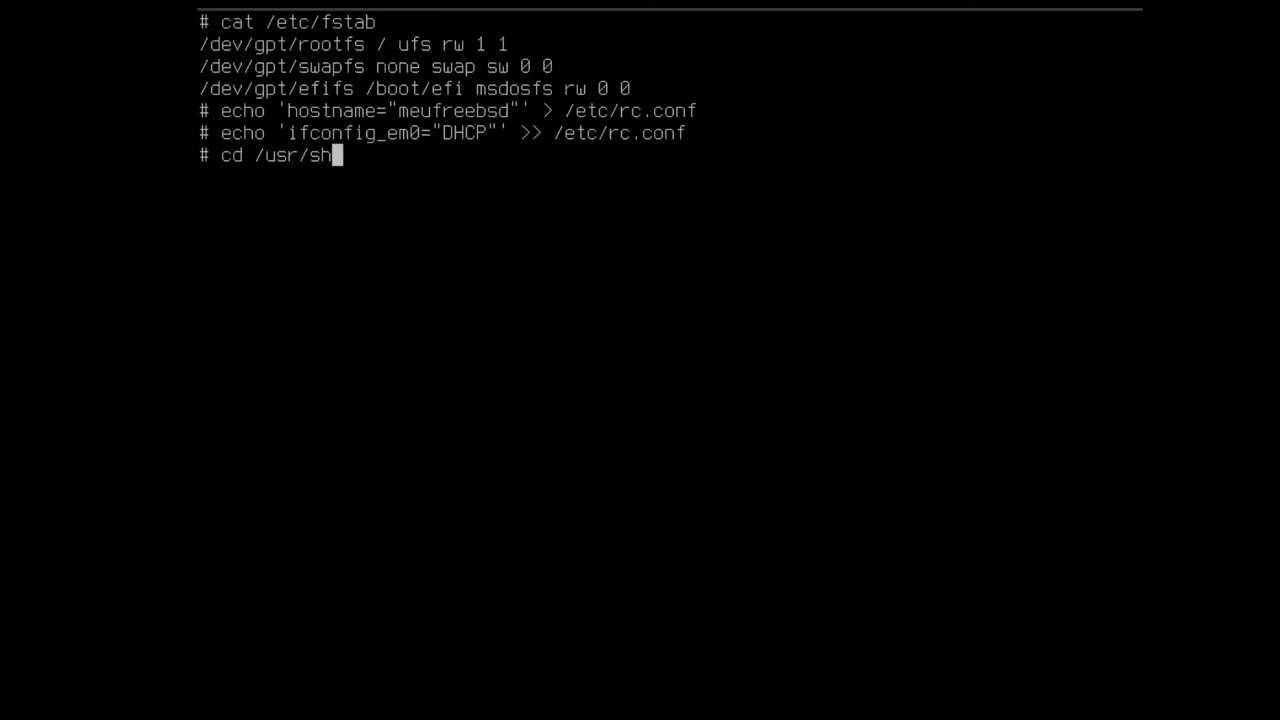 # cat /etc/fstab
/dev/gpt/rootfs / ufs rw 1 1
/dev/gpt/swapfs none swap sw 0 0
/dev/gpt/efifs /boot/efi msdosfs rw 0 0
# echo 'hostname="meufreebsd"' > /etc/rc.conf
# echo 'ifconfig_em0="DHCP"' >> /etc/rc.conf
# cd /usr/sh